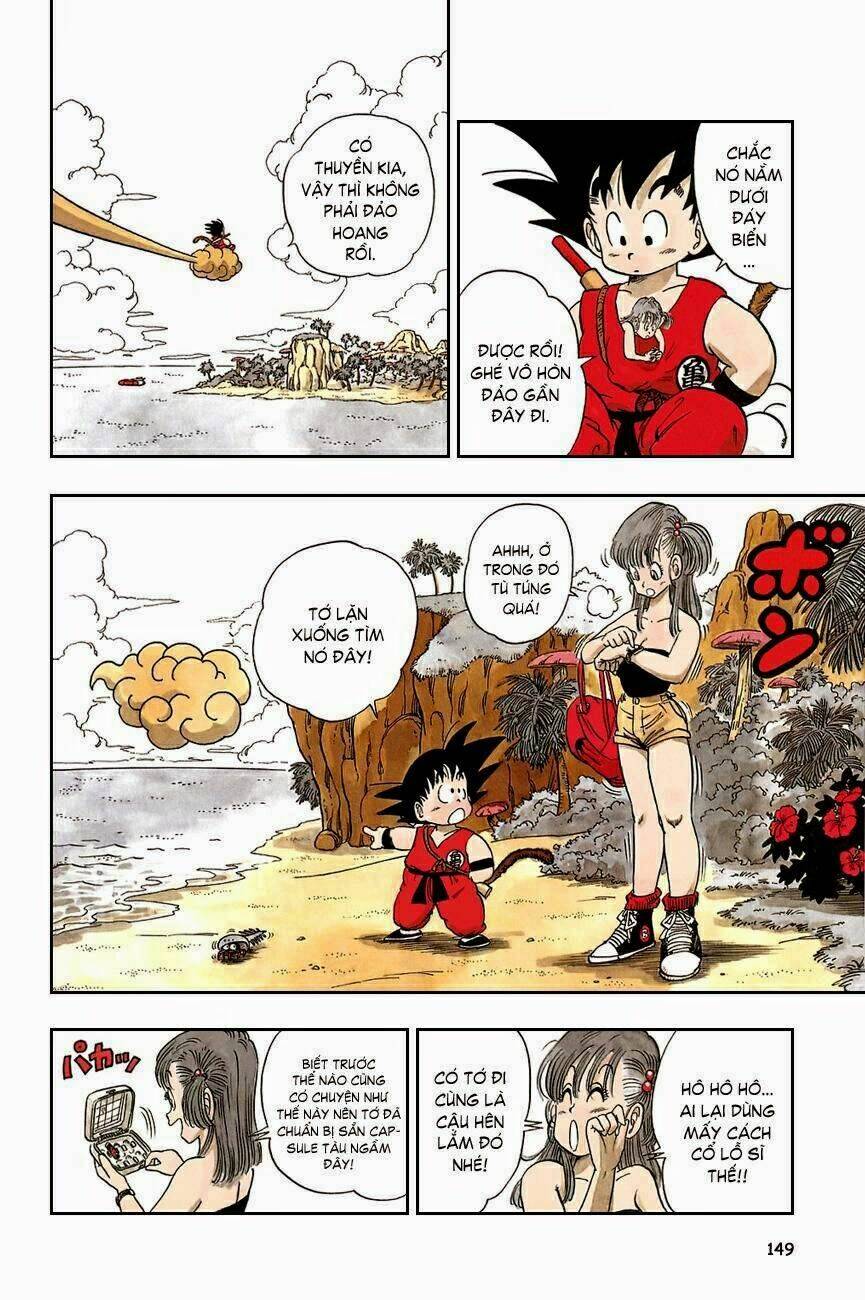 CHẮC
NÓ NẰM
DƯỚI
ĐÁY
BIỂN
...
ĐƯỢC RỒI!
GHÉ VÔ HÒN
ĐẢO GẦN
ĐÂY ĐI.
亀
CÓ
THUYỀN KIA,
VẬY THÌ KHÔNG
PHẢI ĐẢO
HOANG
RỒI.
ボン
AHHH, Ở
TRONG ĐÓ
TÙ TÚNG
QUÁ!
TỚ LẶN
XUỐNG TÌM
NÓ ĐÂY!
亀
HÔ HÔ HÔ...
AI LẠI DÙNG
MẤY CÁCH
CỔ LỖ SĨ
THẾ!!
CÓ TỚ ĐI
CÙNG LÀ
CẬU HÊN
LẮM ĐÓ
NHÉ!
BIẾT TRƯỚC
THẾ NÀO CŨNG
CÓ CHUYỆN NHƯ
THẾ NÀY NÊN TỚ ĐÃ
CHUẨN BỊ SẲN CAP-
SULE TÀU NGẦM
ĐÂY!
パカッ
149